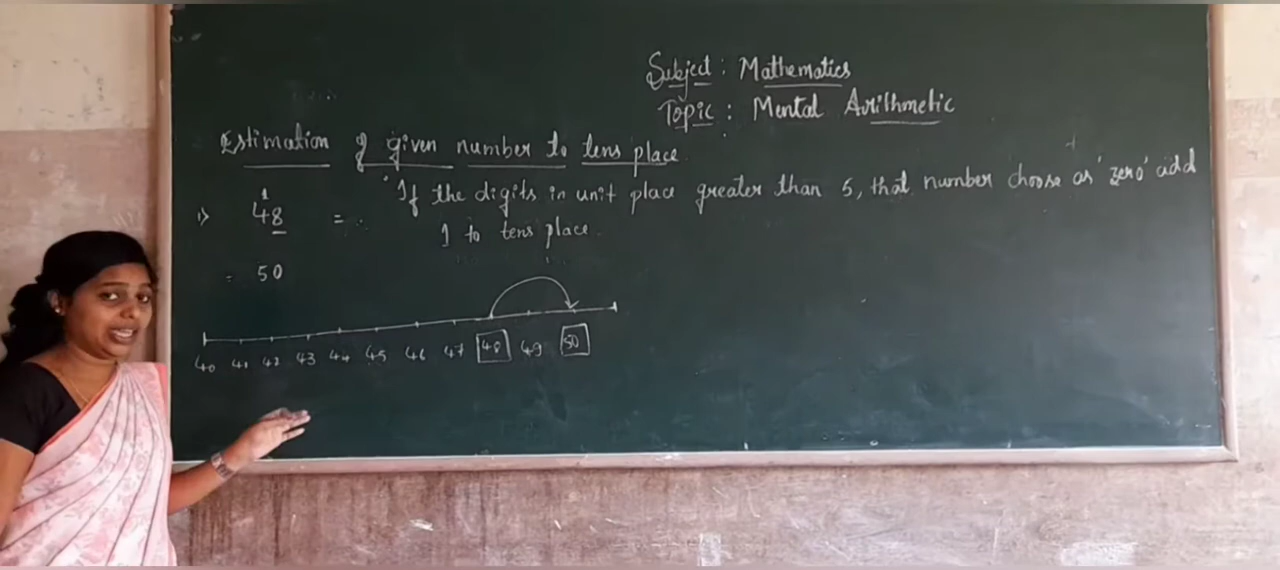 Subject : Mathematics
Topic : Mental Arithmetic
Estimation of given number to tens place.
'If the digits in unit place greater than 5, that number choose as 'zero' add
1 to tens place.
1
1) 48 =
= 50
40 41 42 43 44 45 46 47 48 49 50